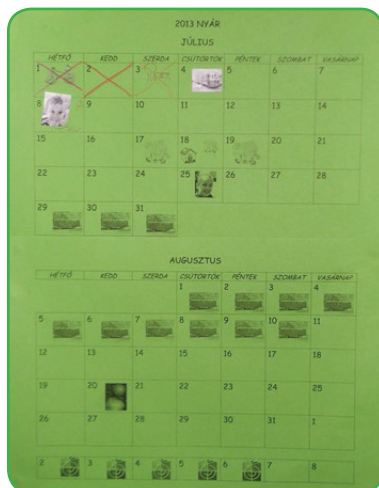 2013 NYÁR
JÚLIUS
HÉTFŐ KEDD SZERDA CSÜTÖRTÖK PÉNTEK SZOMBAT VASÁRNAP
1 2 3 4 5 6 7
8 9 10 11 12 13 14
15 16 17 18 19 20 21
22 23 24 25 26 27 28
29 30 31
AUGUSZTUS
HÉTFŐ KEDD SZERDA CSÜTÖRTÖK PÉNTEK SZOMBAT VASÁRNAP
1 2 3 4
5 6 7 8 9 10 11
12 13 14 15 16 17 18
19 20 21 22 23 24 25
26 27 28 29 30 31 1
2 3 4 5 6 7 8